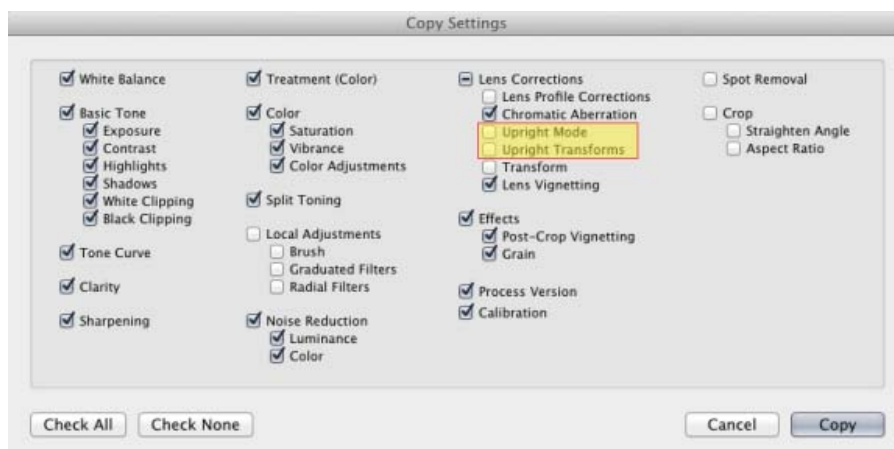 Copy Settings
White Balance
Basic Tone
Exposure
Contrast
Highlights
Shadows
White Clipping
Black Clipping
Tone Curve
Clarity
Sharpening
Treatment (Color)
Color
Saturation
Vibrance
Color Adjustments
Split Toning
Local Adjustments
Brush
Graduated Filters
Radial Filters
Noise Reduction
Luminance
Color
Lens Corrections
Lens Profile Corrections
Chromatic Aberration
Upright Mode
Upright Transforms
Transform
Lens Vignetting
Effects
Post-Crop Vignetting
Grain
Process Version
Calibration
Spot Removal
Crop
Straighten Angle
Aspect Ratio
Check All
Check None
Cancel
Copy